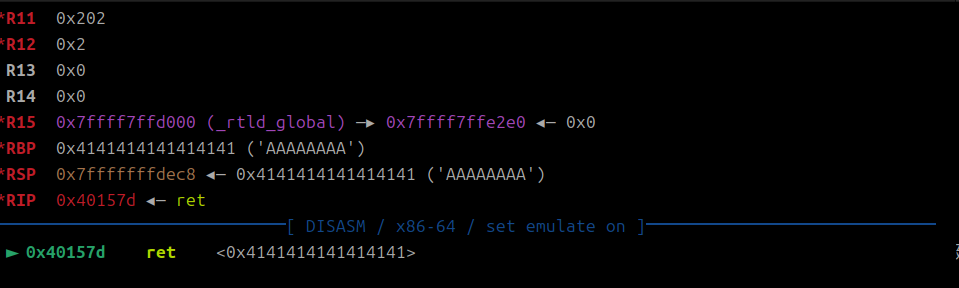 *R11 0x202
*R12 0x2
R13 0x0
R14 0x0
*R15 0x7ffff7ffd000 (_rtld_global) —▸ 0x7ffff7ffe2e0 ◂— 0x0
*RBP 0x4141414141414141 ('AAAAAAAA')
*RSP 0x7fffffffdec8 ◂— 0x4141414141414141 ('AAAAAAAA')
*RIP 0x40157d ◂— ret
[ DISASM / x86-64 / set emulate on ]
► 0x40157d ret <0x4141414141414141>